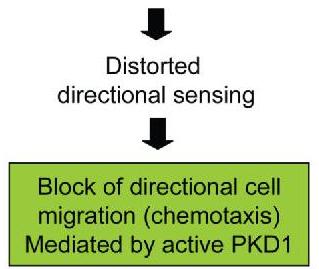 Distorted
directional sensing
Block of directional cell
migration (chemotaxis)
Mediated by active PKD1